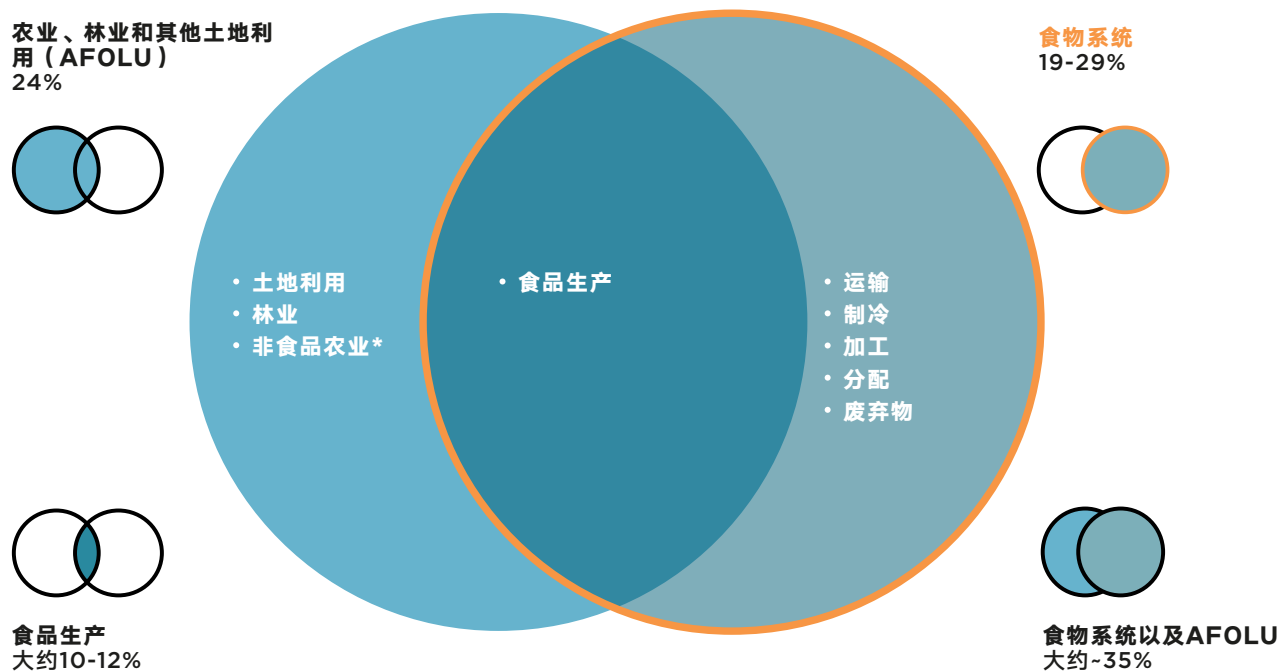 农业、林业和其他土地利
用（AFOLU）
24%
食物系统
19-29%
• 土地利用
• 林业
• 非食品农业*
• 食品生产
• 运输
• 制冷
• 加工
• 分配
• 废弃物
食品生产
大约10-12%
食物系统以及AFOLU
大约~35%